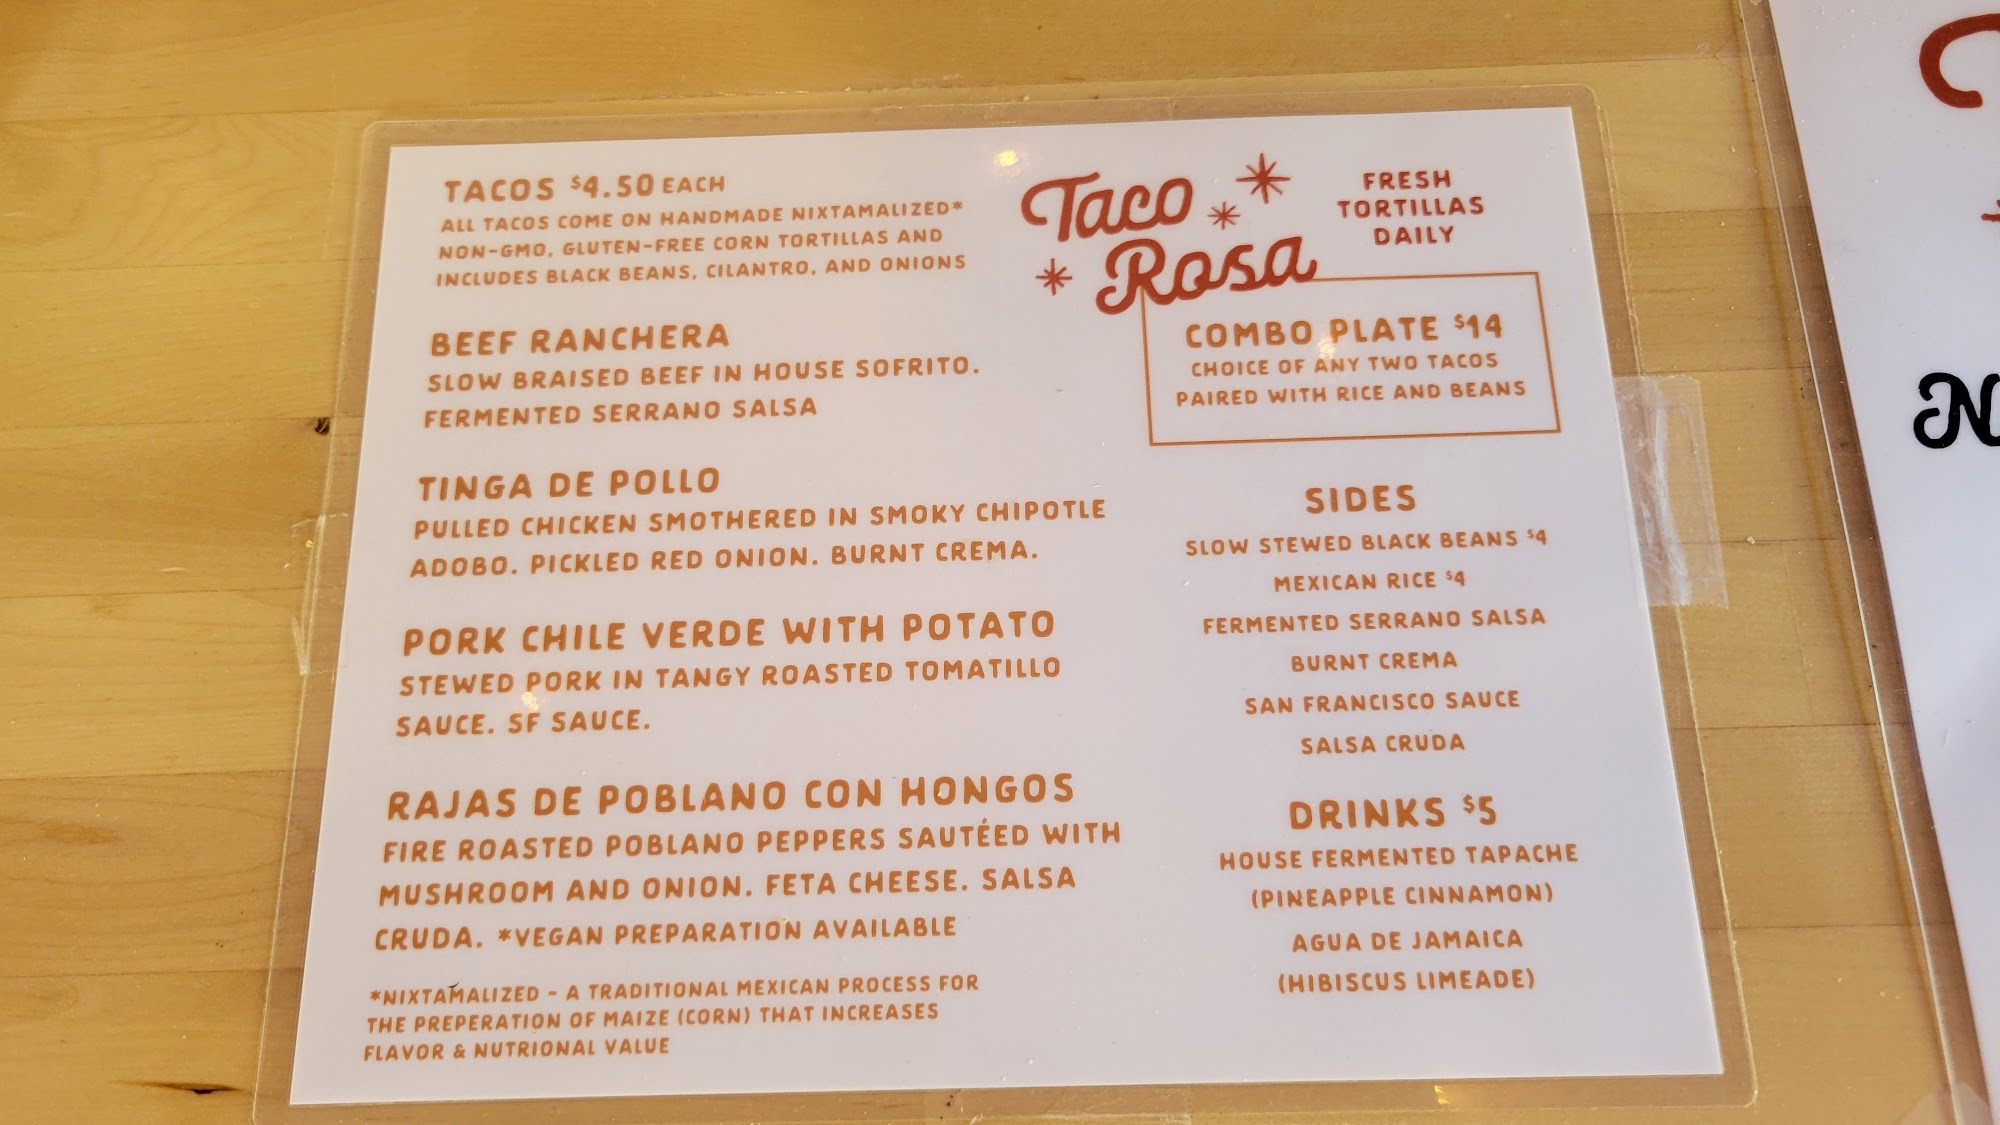 TACOS $4.50 EACH
ALL TACOS COME ON HANDMADE NIXTAMALIZED*
NON-GMO, GLUTEN-FREE CORN TORTILLAS AND
INCLUDES BLACK BEANS, CILANTRO, AND ONIONS
BEEF RANCHERA
SLOW BRAISED BEEF IN HOUSE SOFRITO.
FERMENTED SERRANO SALSA
TINGA DE POLLO
PULLED CHICKEN SMOTHERED IN SMOKY CHIPOTLE
ADOBO. PICKLED RED ONION. BURNT CREMA.
PORK CHILE VERDE WITH POTATO
STEWED PORK IN TANGY ROASTED TOMATILLO
SAUCE. SF SAUCE.
RAJAS DE POBLANO CON HONGOS
FIRE ROASTED POBLANO PEPPERS SAUTÉED WITH
MUSHROOM AND ONION. FETA CHEESE. SALSA
CRUDA. *VEGAN PREPARATION AVAILABLE
*NIXTAMALIZED - A TRADITIONAL MEXICAN PROCESS FOR
THE PREPERATION OF MAIZE (CORN) THAT INCREASES
FLAVOR & NUTRIONAL VALUE
Taco
Rosa
FRESH
TORTILLAS
DAILY
COMBO PLATE $14
CHOICE OF ANY TWO TACOS
PAIRED WITH RICE AND BEANS
SIDES
SLOW STEWED BLACK BEANS $4
MEXICAN RICE $4
FERMENTED SERRANO SALSA
BURNT CREMA
SAN FRANCISCO SAUCE
SALSA CRUDA
DRINKS $5
HOUSE FERMENTED TAPACHE
(PINEAPPLE CINNAMON)
AGUA DE JAMAICA
(HIBISCUS LIMEADE)